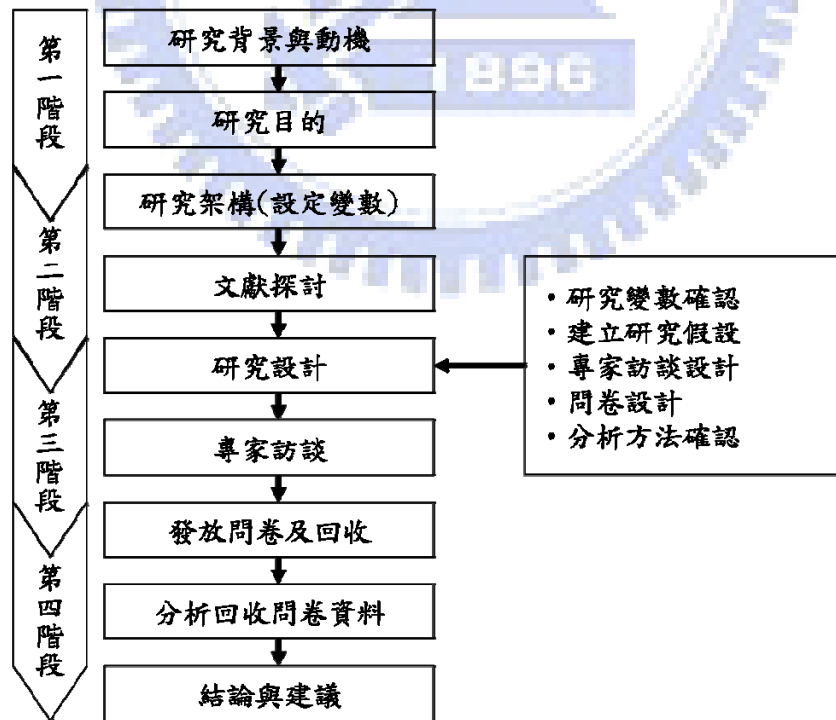 第一階段
第二階段
第三階段
第四階段
研究背景與動機
研究目的
研究架構(設定變數)
文獻探討
研究設計
專家訪談
發放問卷及回收
分析回收問卷資料
結論與建議
・研究變數確認
・建立研究假設
・專家訪談設計
・問卷設計
・分析方法確認
1896